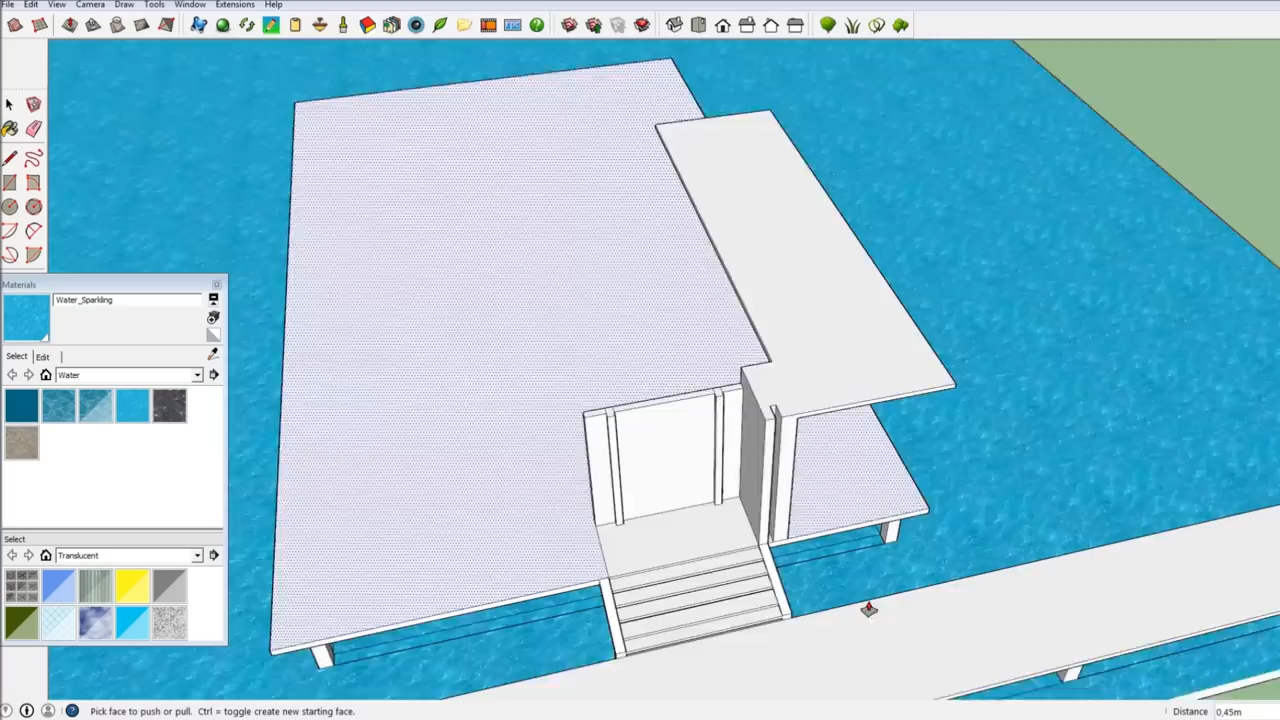 File Edit View Camera Draw Tools Window Extensions Help
Materials
Water_Sparkling
Select Edit
Water
Select
Translucent
Pick face to push or pull. Ctrl = toggle create new starting face. Distance 0,45m